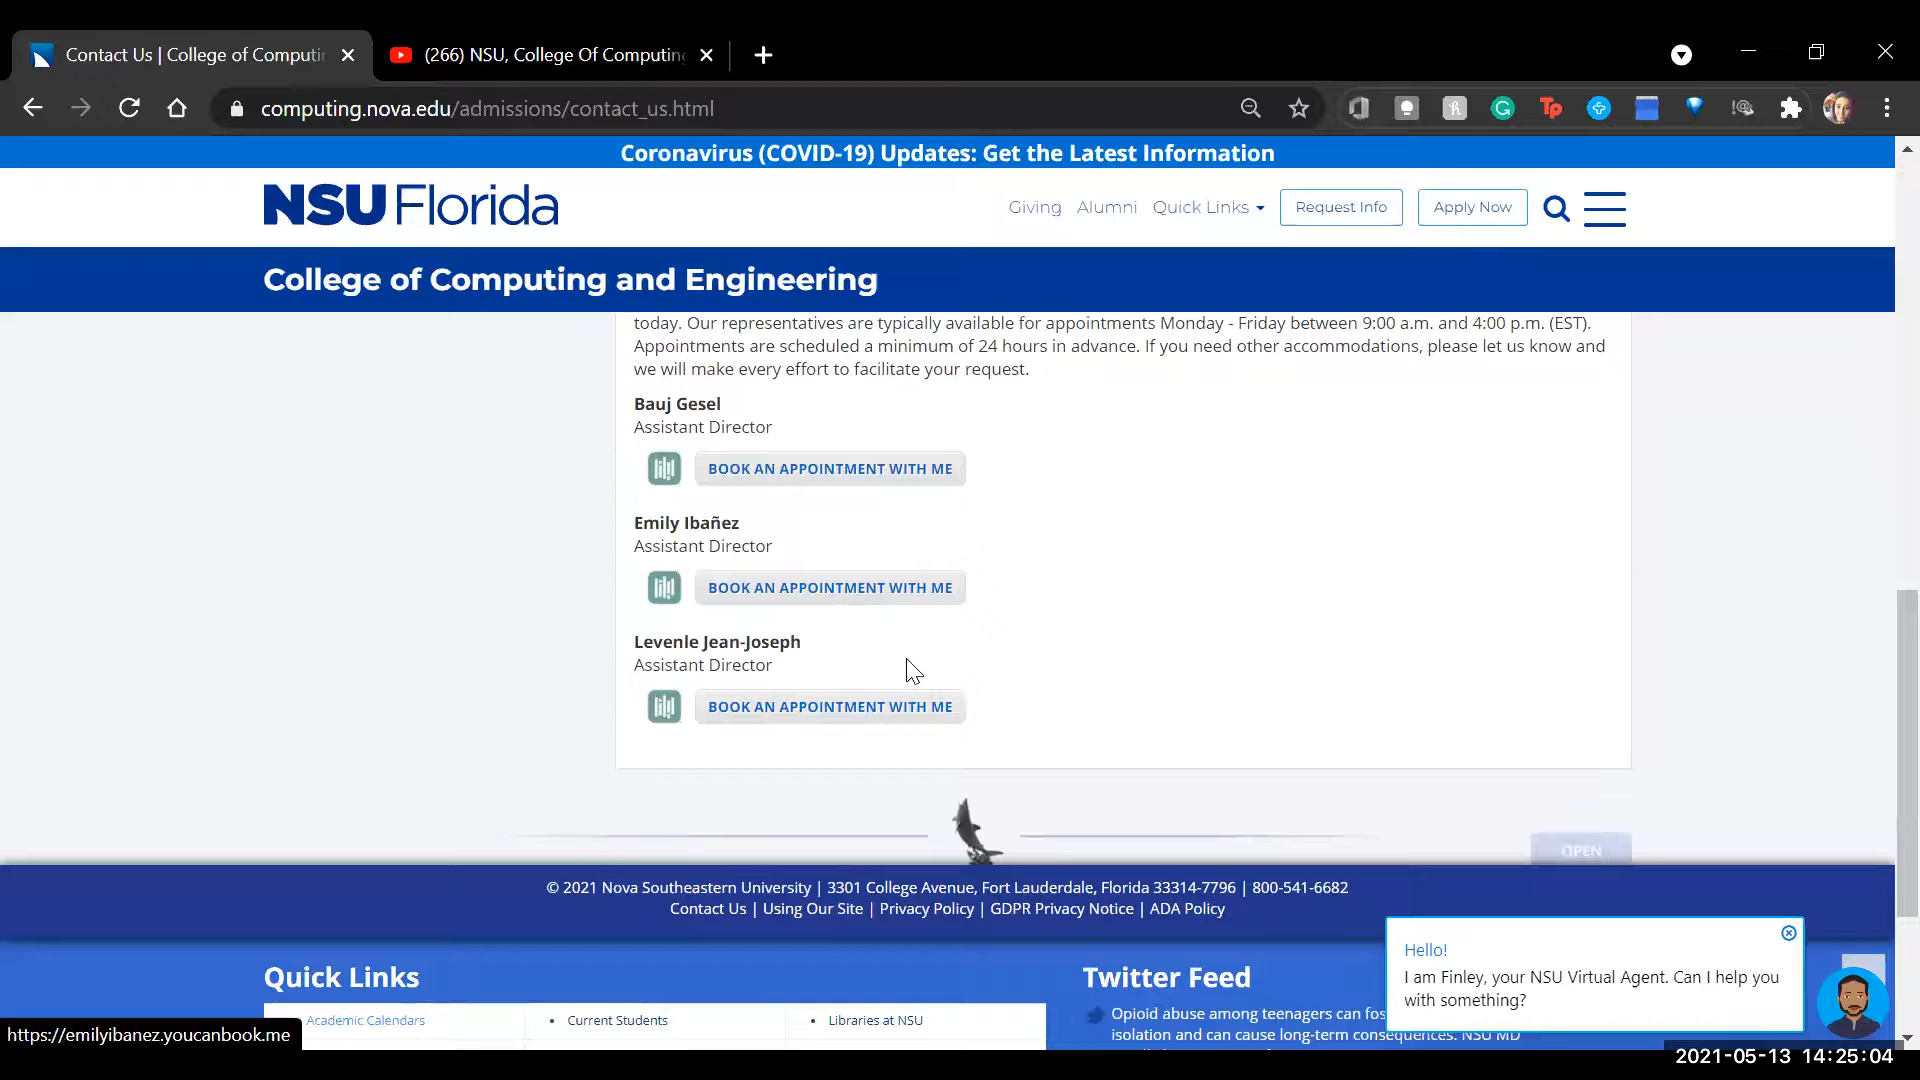 Contact Us | College of Computi
(266) NSU, College Of Computing
computing.nova.edu/admissions/contact_us.html
Coronavirus (COVID-19) Updates: Get the Latest Information
NSU Florida
Giving
Alumni
Quick Links
Request Info
Apply Now
College of Computing and Engineering
today. Our representatives are typically available for appointments Monday - Friday between 9:00 a.m. and 4:00 p.m. (EST).
Appointments are scheduled a minimum of 24 hours in advance. If you need other accommodations, please let us know and
we will make every effort to facilitate your request.
Bauj Gesel
Assistant Director
BOOK AN APPOINTMENT WITH ME
Emily Ibañez
Assistant Director
BOOK AN APPOINTMENT WITH ME
Levenle Jean-Joseph
Assistant Director
BOOK AN APPOINTMENT WITH ME
OPEN
© 2021 Nova Southeastern University | 3301 College Avenue, Fort Lauderdale, Florida 33314-7796 | 800-541-6682
Contact Us | Using Our Site | Privacy Policy | GDPR Privacy Notice | ADA Policy
Quick Links
Academic Calendars
• Current Students
• Libraries at NSU
Twitter Feed
Opioid abuse among teenagers can fos
isolation and can cause long-term consequences. NSU MD
Hello!
I am Finley, your NSU Virtual Agent. Can I help you
with something?
https://emilyibanez.youcanbook.me
2021-05-13 14:25:04